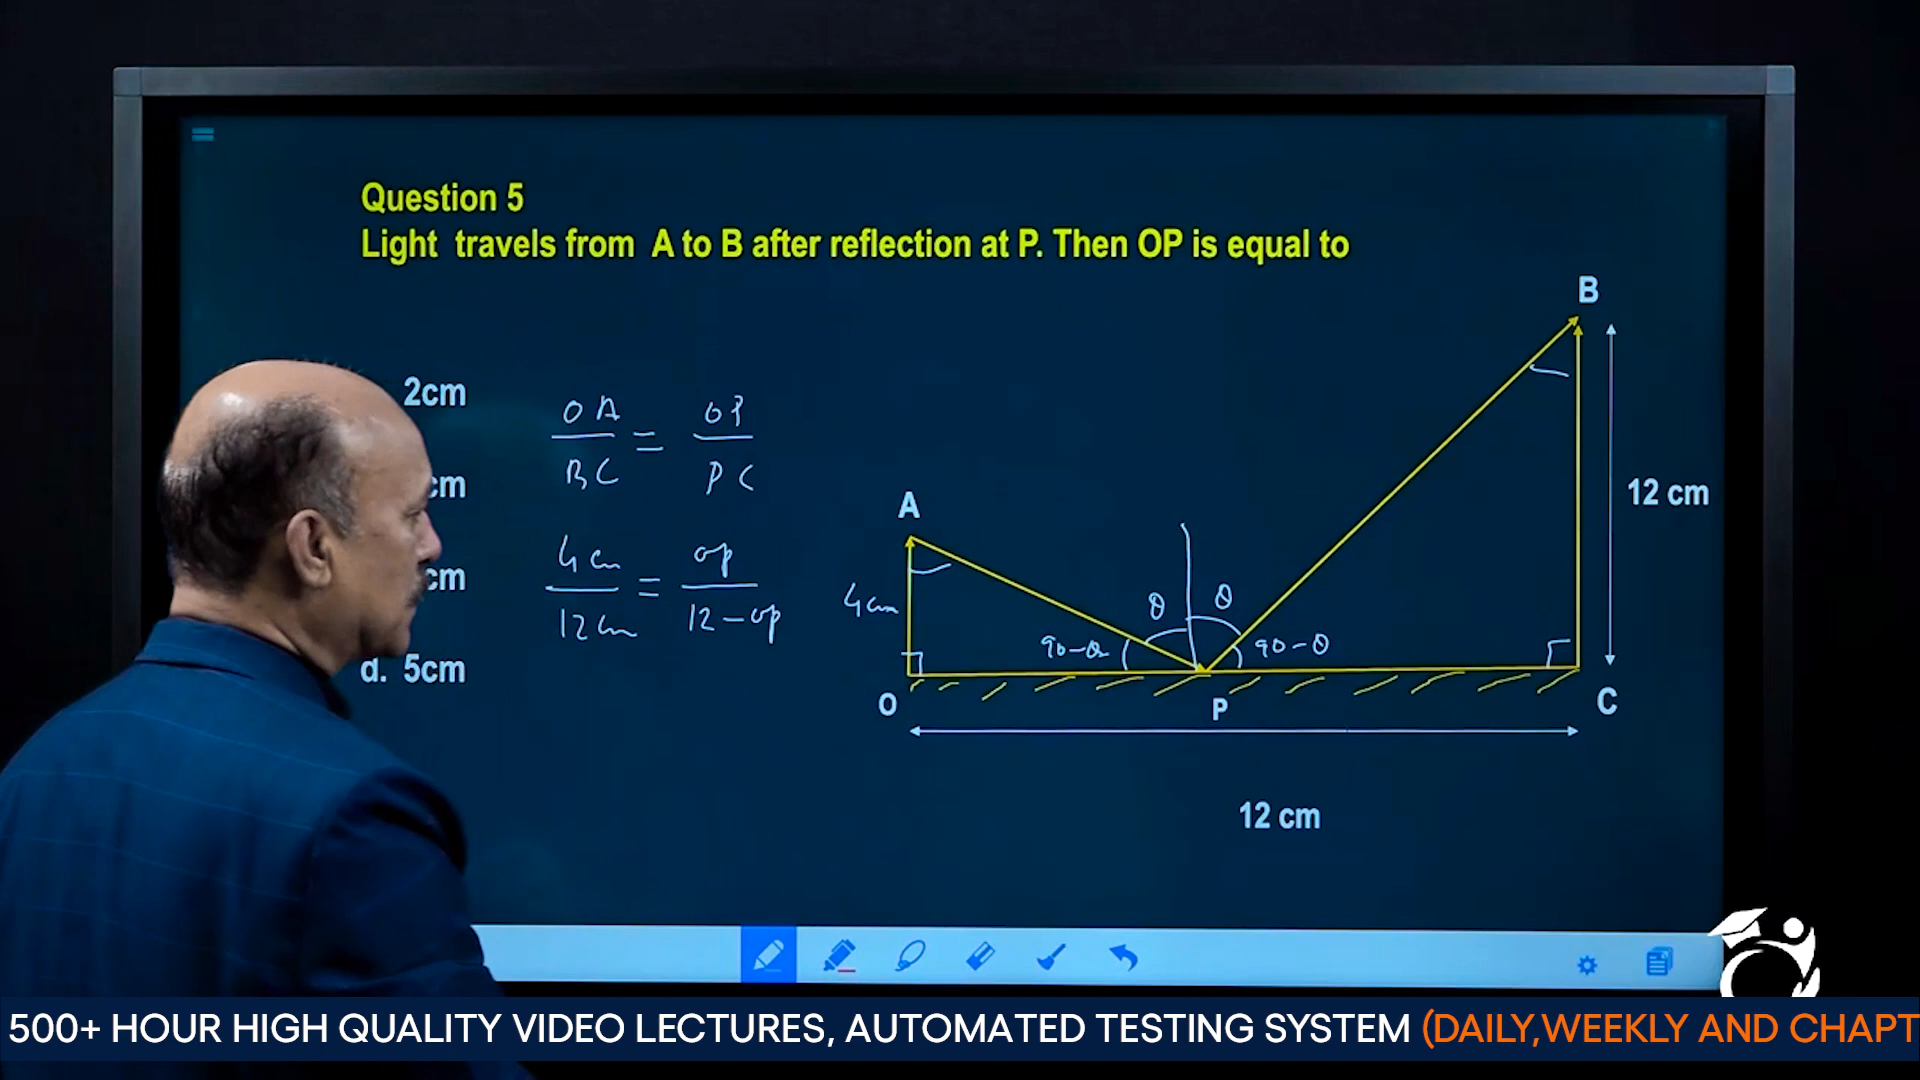 Question 5
Light travels from A to B after reflection at P. Then OP is equal to
2cm
cm
cm
d. 5cm
OA/BC = OP/PC
4cm/12cm = op/12-op
B
12 cm
A
4cm
θ θ
90-θ 90-θ
O P C
12 cm
500+ HOUR HIGH QUALITY VIDEO LECTURES, AUTOMATED TESTING SYSTEM (DAILY,WEEKLY AND CHAPT